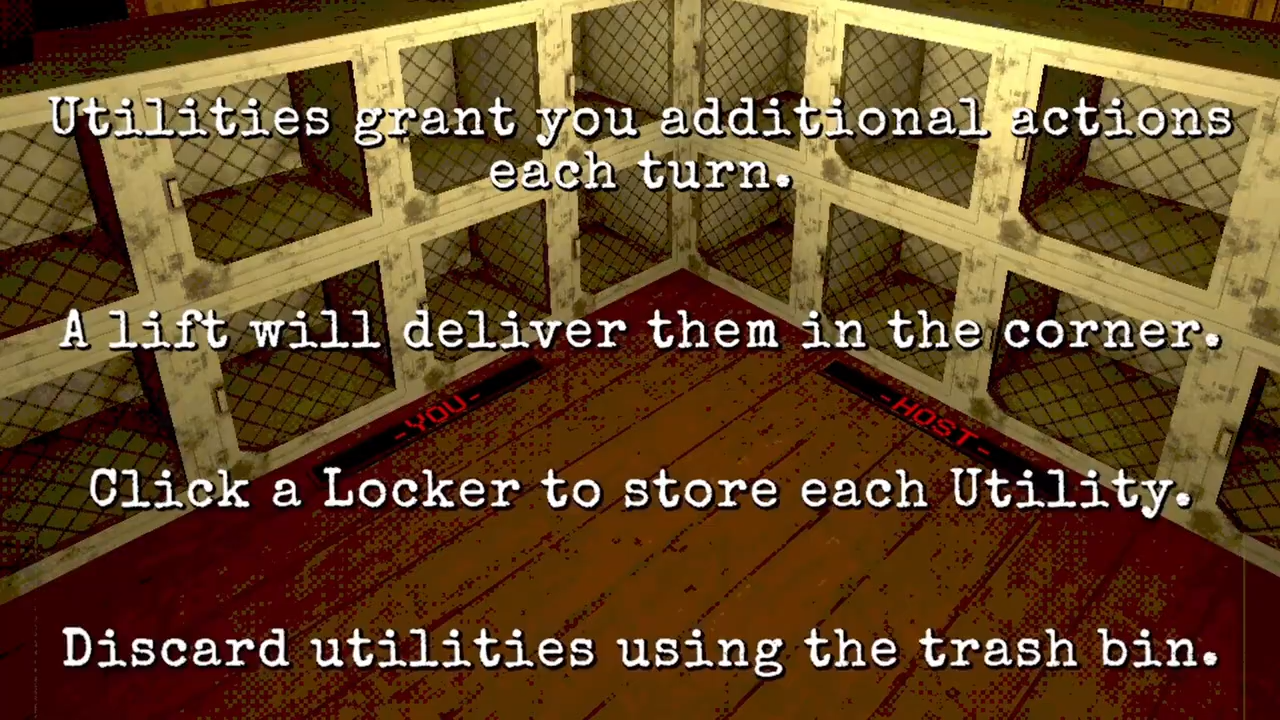 Utilities grant you additional actions
each turn.
A lift will deliver them in the corner.
-YOU-
-HOST-
Click a Locker to store each Utility.
Discard utilities using the trash bin.